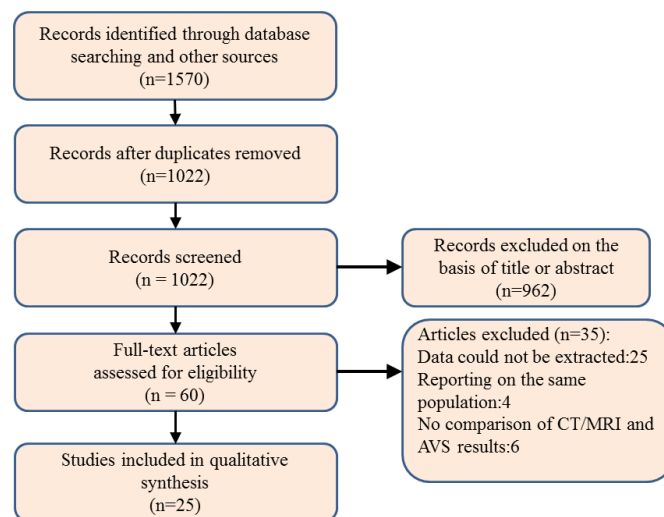 Records identified through database
searching and other sources
(n=1570)
Records after duplicates removed
(n=1022)
Records screened
(n = 1022)
Records excluded on the
basis of title or abstract
(n=962)
Full-text articles
assessed for eligibility
(n = 60)
Articles excluded (n=35):
Data could not be extracted:25
Reporting on the same
population:4
No comparison of CT/MRI and
AVS results:6
Studies included in qualitative
synthesis
(n=25)